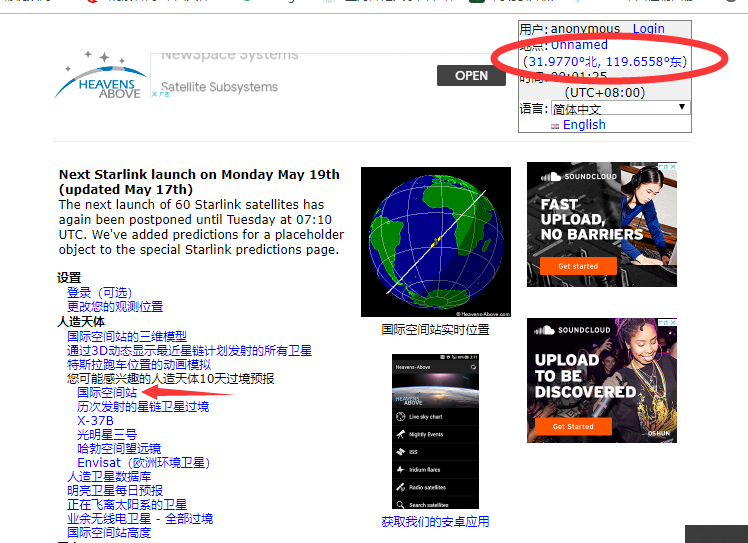 NewSpace Systems
Satellite Subsystems
OPEN
HEAVENS
ABOVE
广告
用户: anonymous Login
地点: Unnamed
(31.9770°北, 119.6558°东)
时间: 00:01:25
(UTC+08:00)
语言: 简体中文
English
Next Starlink launch on Monday May 19th
(updated May 17th)
The next launch of 60 Starlink satellites has
again been postponed until Tuesday at 07:10
UTC. We've added predictions for a placeholder
object to the special Starlink predictions page.
设置
登录（可选）
更改您的观测位置
人造天体
国际空间站的三维模型
通过3D动态显示最近星链计划发射的所有卫星
特斯拉跑车位置的动画模拟
您可能感兴趣的人造天体10天过境预报
国际空间站
历次发射的星链卫星过境
X-37B
光明星三号
哈勃空间望远镜
Envisat（欧洲环境卫星）
人造卫星数据库
明亮卫星每日预报
正在飞离太阳系的卫星
业余无线电卫星 - 全部过境
国际空间站高度
© Heavens-Above.com
国际空间站实时位置
Heavens-Above
HEAVENS
ABOVE
Live sky chart
Nightly Events
ISS
Iridium flares
Radio satellites
Search satellites
获取我们的安卓应用
SOUNDCLOUD
FAST
UPLOAD,
NO BARRIERS
Get started
SOUNDCLOUD
UPLOAD
TO BE
DISCOVERED
Get Started
OSHUN